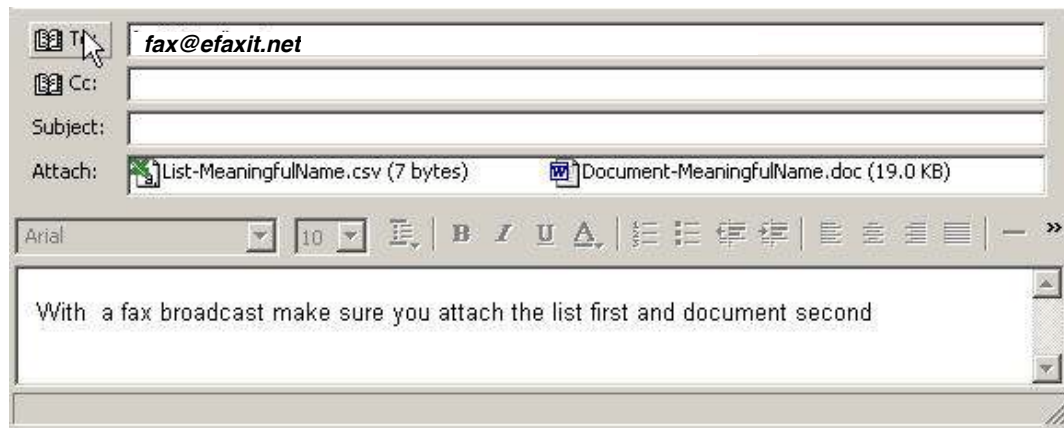 To:
fax@efaxit.net
Cc:
Subject:
Attach: List-MeaningfulName.csv (7 bytes) Document-MeaningfulName.doc (19.0 KB)
Arial 10 B I U A
With a fax broadcast make sure you attach the list first and document second